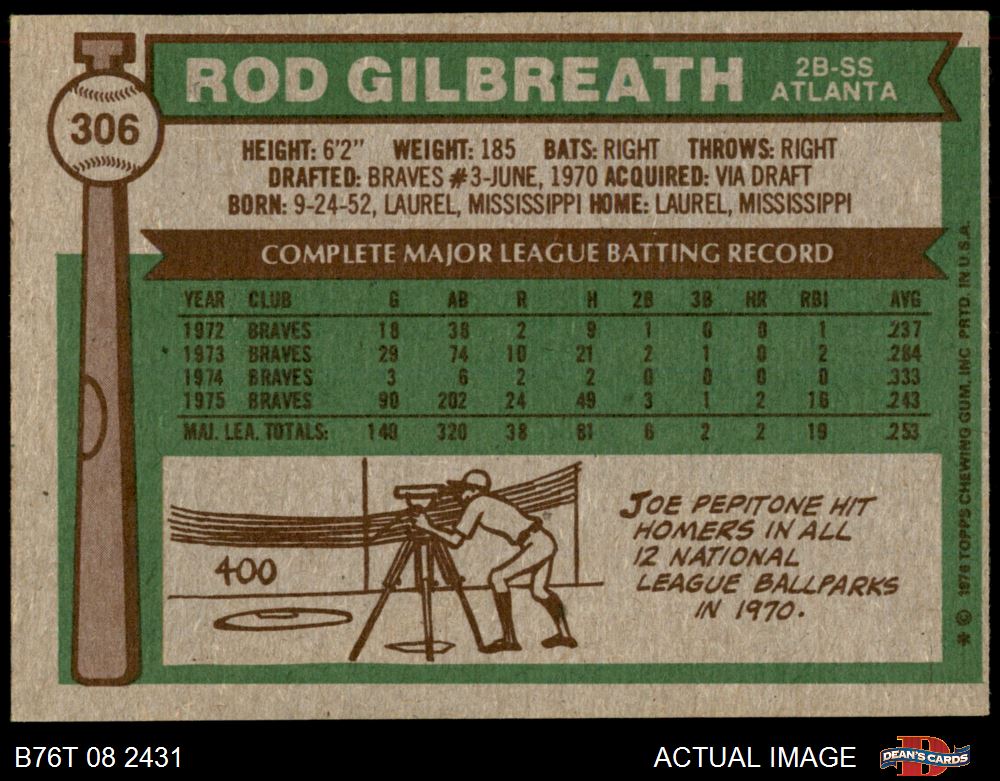 ROD GILBREATH
2B-SS
ATLANTA
306
HEIGHT: 6'2" WEIGHT: 185 BATS: RIGHT THROWS: RIGHT
DRAFTED: BRAVES #3-JUNE, 1970 ACQUIRED: VIA DRAFT
BORN: 9-24-52, LAUREL, MISSISSIPPI HOME: LAUREL, MISSISSIPPI
COMPLETE MAJOR LEAGUE BATTING RECORD
YEAR CLUB G AB R H 2B 3B HR RBI AVG
1972 BRAVES 18 38 2 9 1 0 0 1 .237
1973 BRAVES 29 74 10 21 2 1 0 2 .284
1974 BRAVES 3 6 2 2 0 0 0 0 .333
1975 BRAVES 90 202 24 49 3 1 2 16 .243
MAJ. LEA. TOTALS: 140 320 38 81 6 2 2 19 .253
400
JOE PEPITONE HIT
HOMERS IN ALL
12 NATIONAL
LEAGUE BALLPARKS
IN 1970.
* © 1976 TOPPS CHEWING GUM, INC. PRTD. IN U.S.A.
B76T 08 2431
ACTUAL IMAGE
D
DEAN'S CARDS